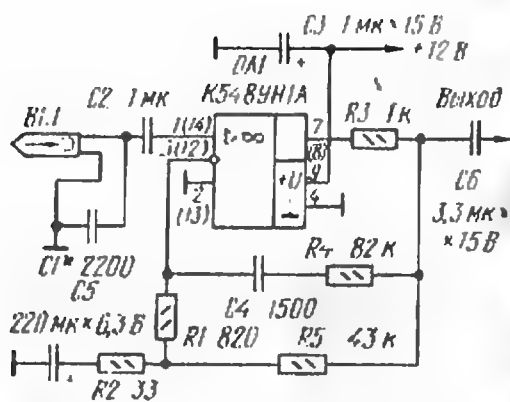 C3 1 мк × 15 В
+
+12 В
DA1
К548УН1А
B1.1
C2 1 мк
1(14)
3(12)
2
(13)
▷∞
+U
7
(8)
9
4
R3 1 к
Выход
C6
3,3 мк ×
× 15 В
C1* 2200
C5
220 мк × 6,3 В
+
R2 33
R1 820
C4 1500
R4 82 к
R5 43 к